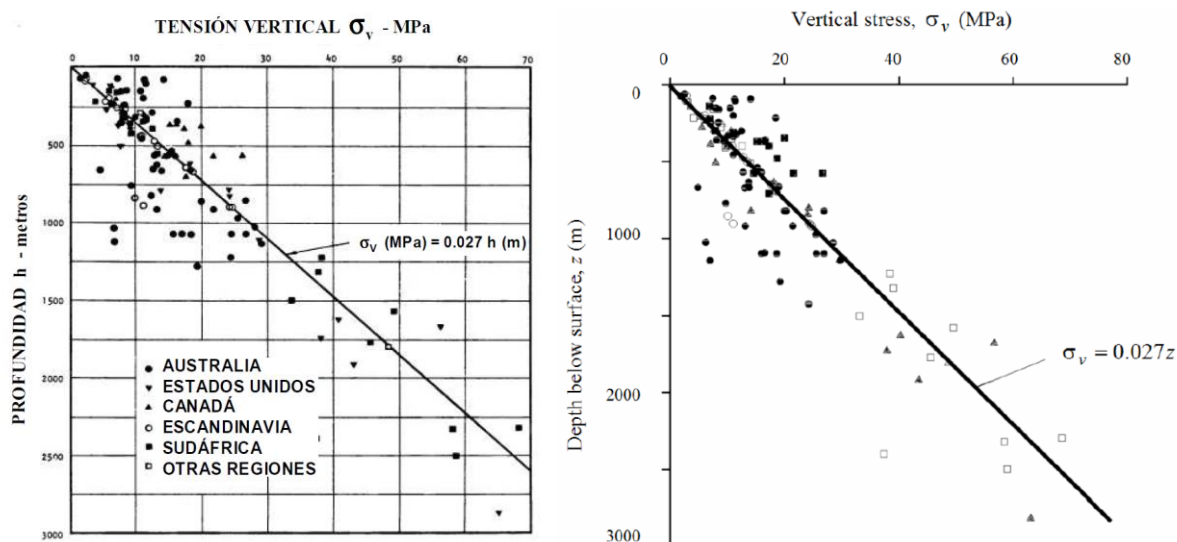 TENSIÓN VERTICAL σv - MPa
0 10 20 30 40 50 60 70
PROFUNDIDAD h - metros
500
1000
1500
2000
2500
3000
σv (MPa) = 0.027 h (m)
AUSTRALIA
ESTADOS UNIDOS
CANADÁ
ESCANDINAVIA
SUDÁFRICA
OTRAS REGIONES
Vertical stress, σv (MPa)
0 20 40 60 80
Depth below surface, z (m)
0
1000
2000
3000
σv = 0.027z